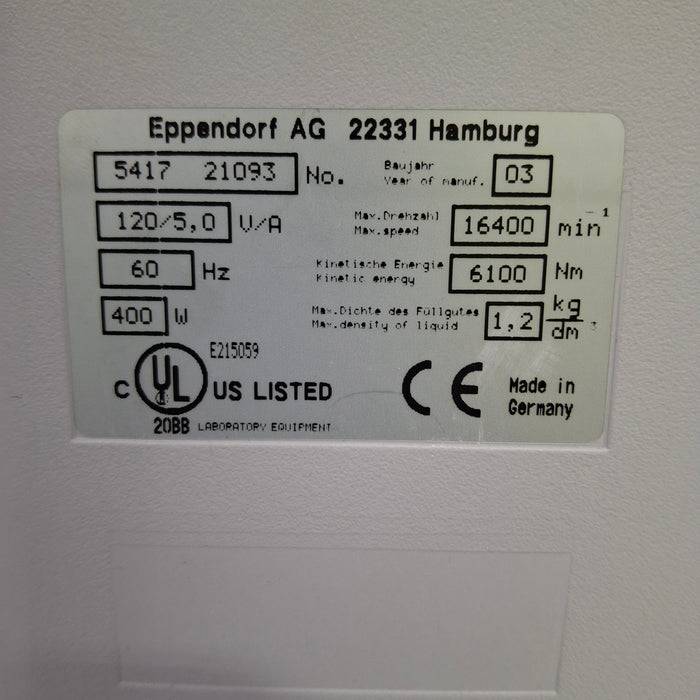 Eppendorf AG 22331 Hamburg
5417 21093 No.
Baujahr
Year of manuf.
03
120/5,0 V/A
Max.Drehzahl
Max.speed
16400 min⁻¹
60 Hz
Kinetische Energie
Kinetic energy
6100 Nm
400 W
Max.Dichte des Füllgutes
Max.density of liquid
1,2 kg/dm³
E215059
C UL US LISTED
CE
Made in
Germany
20BB LABORATORY EQUIPMENT